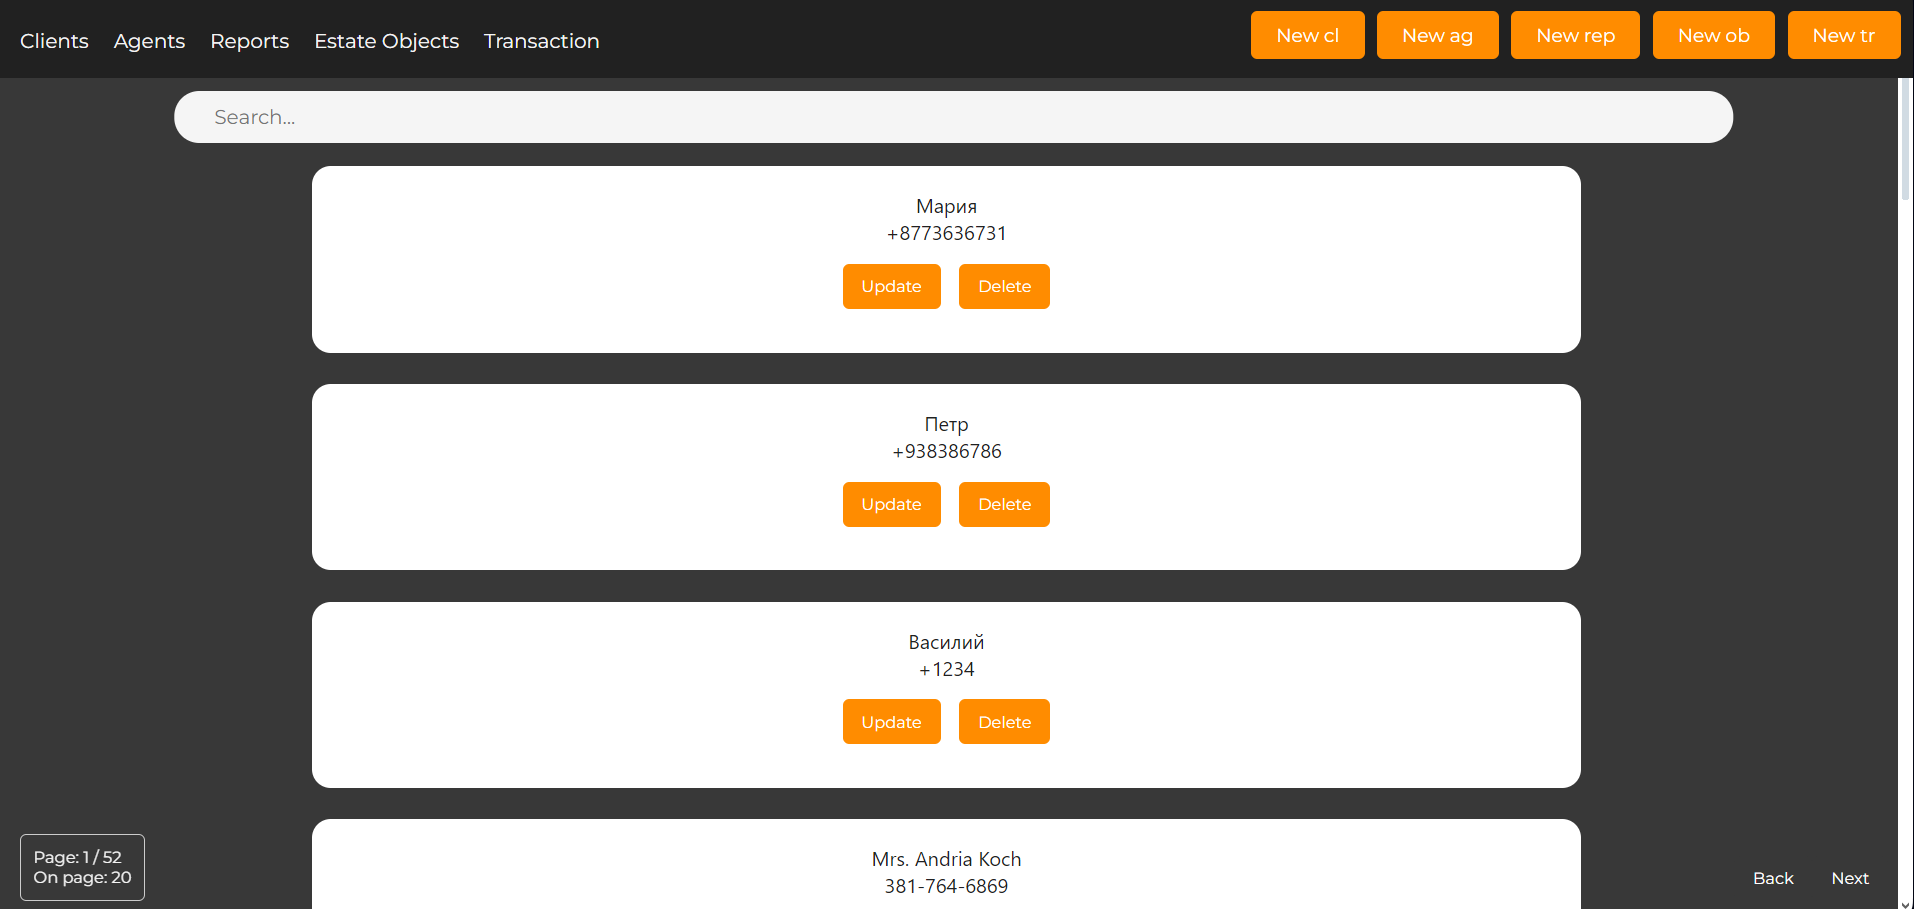 Clients Agents Reports Estate Objects Transaction New cl New ag New rep New ob New tr
Search...
Мария
+8773636731
Update Delete
Петр
+938386786
Update Delete
Василий
+1234
Update Delete
Mrs. Andria Koch
381-764-6869
Page: 1 / 52
On page: 20
Back Next